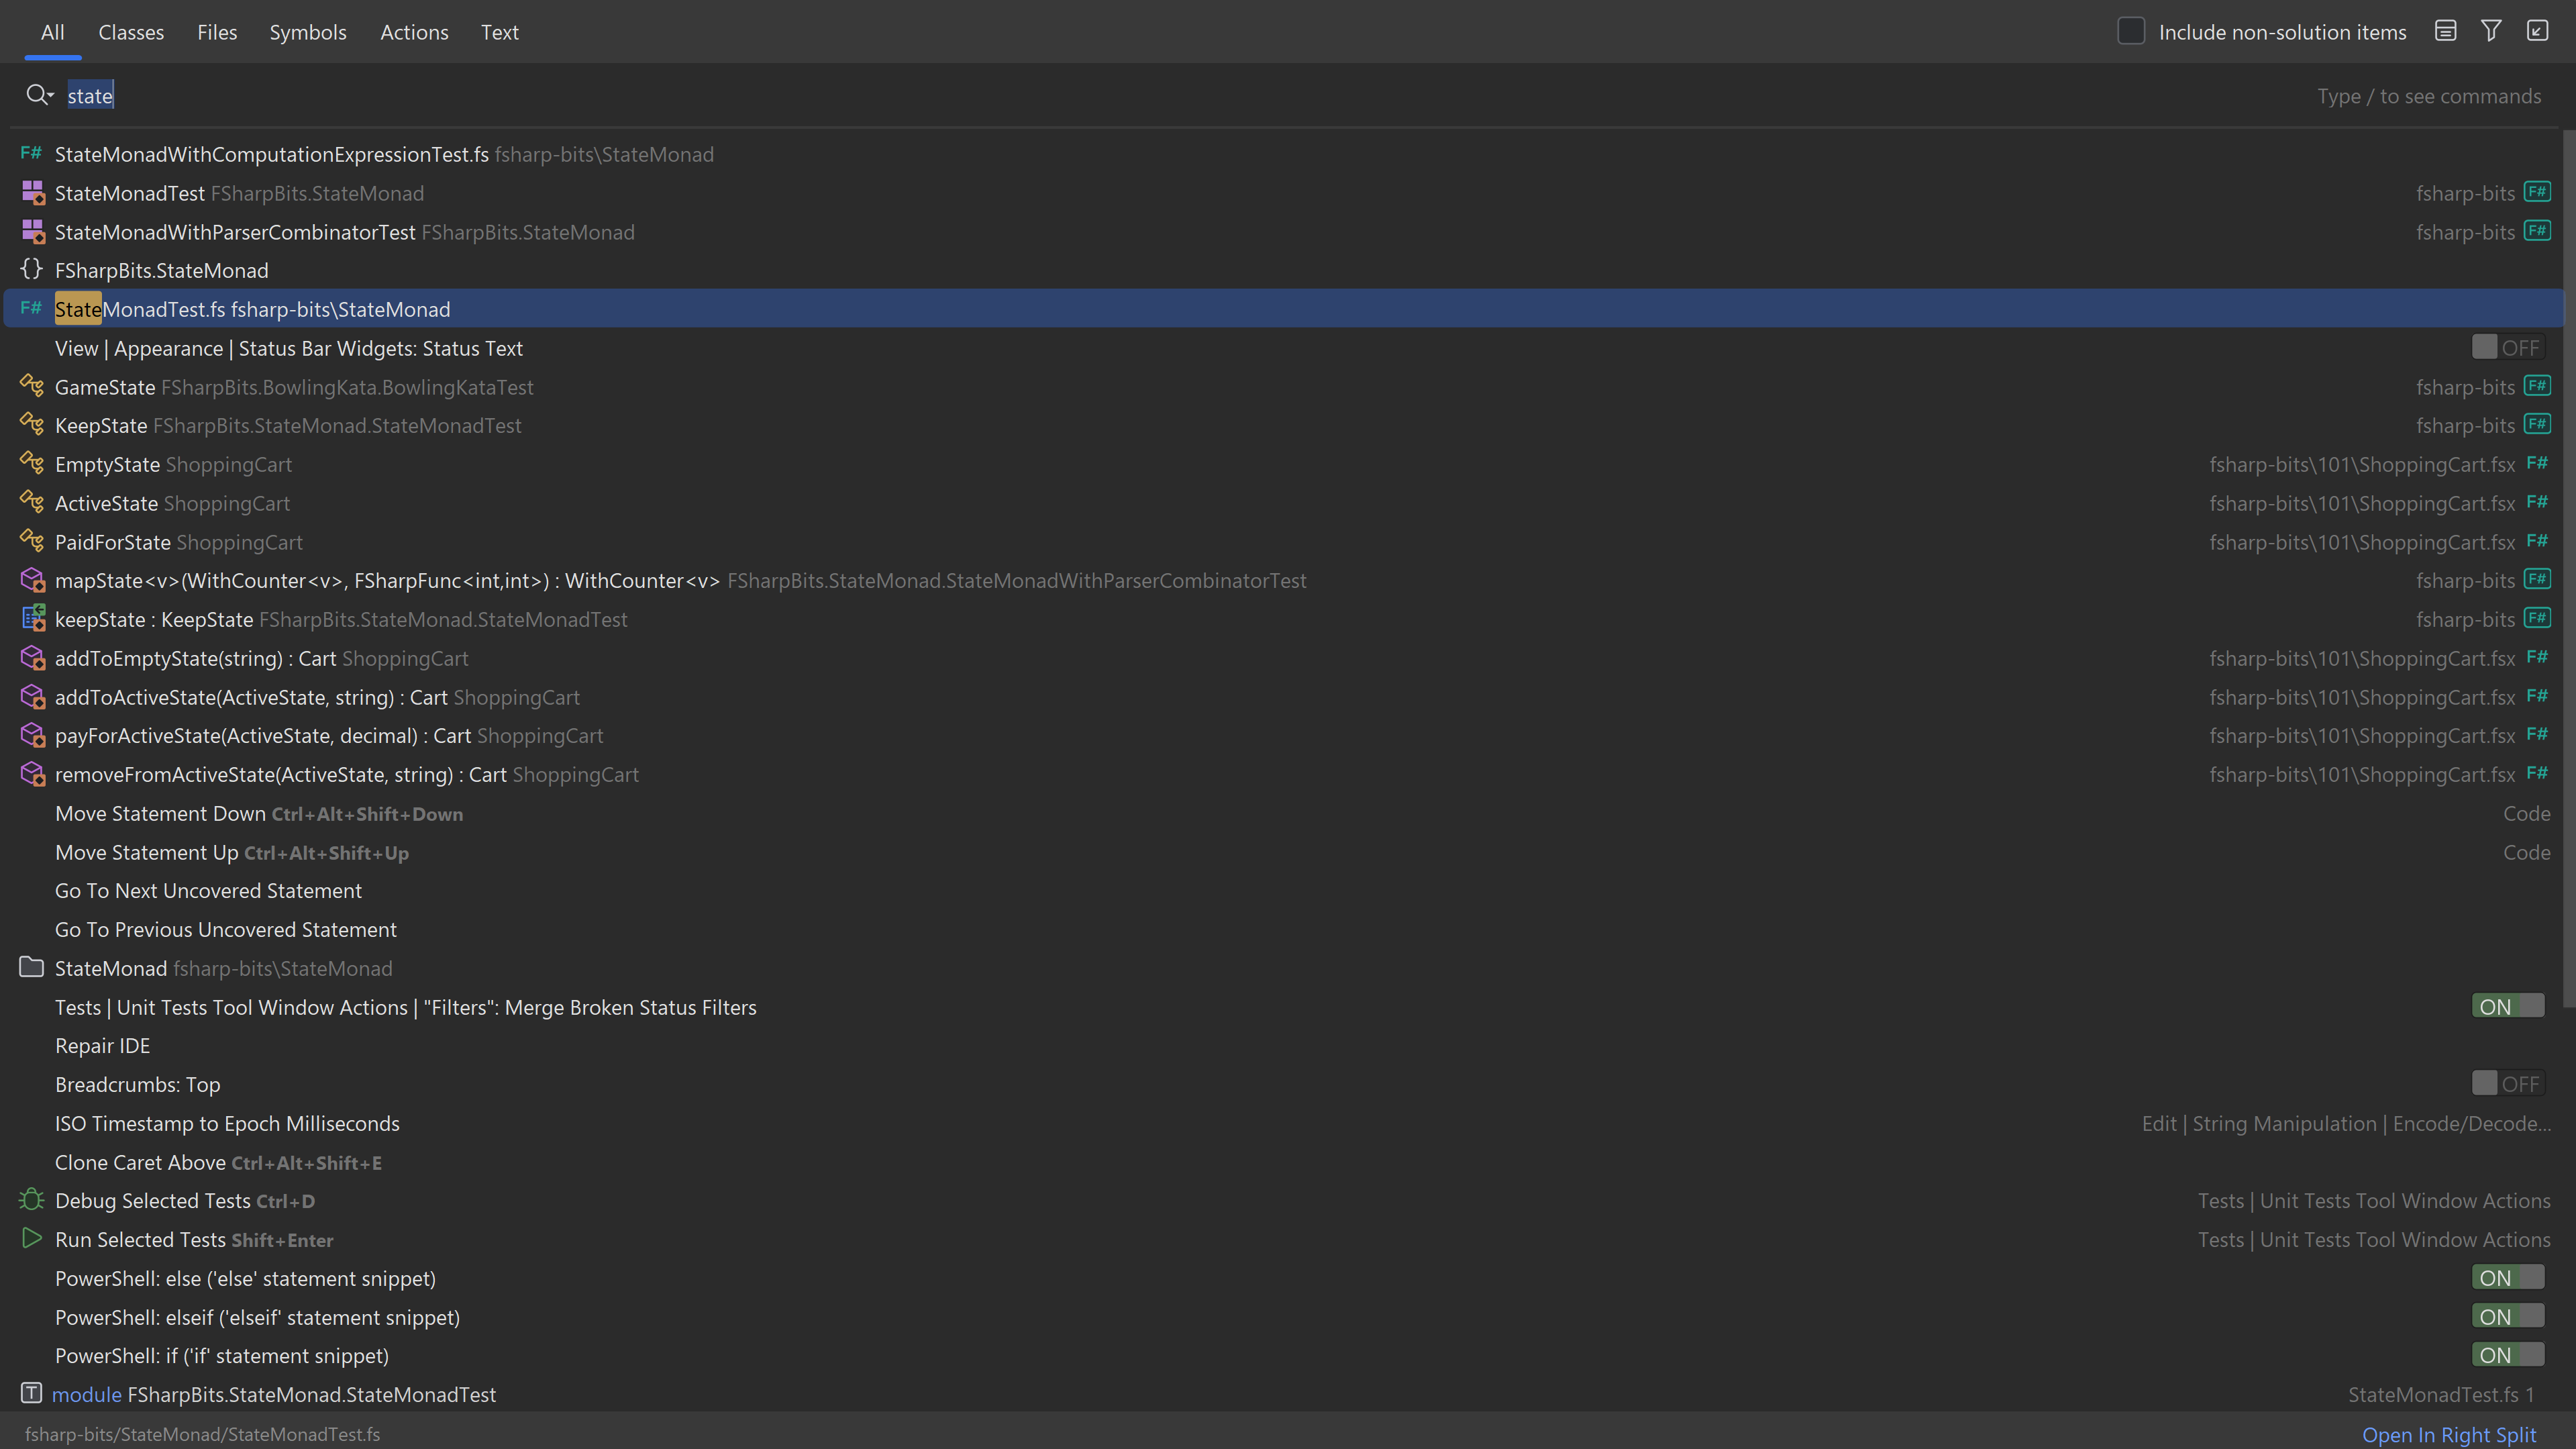 All Classes Files Symbols Actions Text Include non-solution items
state Type / to see commands
F# StateMonadWithComputationExpressionTest.fs fsharp-bits\StateMonad
StateMonadTest FSharpBits.StateMonad fsharp-bits F#
StateMonadWithParserCombinatorTest FSharpBits.StateMonad fsharp-bits F#
{} FSharpBits.StateMonad
F# StateMonadTest.fs fsharp-bits\StateMonad
View | Appearance | Status Bar Widgets: Status Text OFF
GameState FSharpBits.BowlingKata.BowlingKataTest fsharp-bits F#
KeepState FSharpBits.StateMonad.StateMonadTest fsharp-bits F#
EmptyState ShoppingCart fsharp-bits\101\ShoppingCart.fsx F#
ActiveState ShoppingCart fsharp-bits\101\ShoppingCart.fsx F#
PaidForState ShoppingCart fsharp-bits\101\ShoppingCart.fsx F#
mapState<v>(WithCounter<v>, FSharpFunc<int,int>) : WithCounter<v> FSharpBits.StateMonad.StateMonadWithParserCombinatorTest fsharp-bits F#
keepState : KeepState FSharpBits.StateMonad.StateMonadTest fsharp-bits F#
addToEmptyState(string) : Cart ShoppingCart fsharp-bits\101\ShoppingCart.fsx F#
addToActiveState(ActiveState, string) : Cart ShoppingCart fsharp-bits\101\ShoppingCart.fsx F#
payForActiveState(ActiveState, decimal) : Cart ShoppingCart fsharp-bits\101\ShoppingCart.fsx F#
removeFromActiveState(ActiveState, string) : Cart ShoppingCart fsharp-bits\101\ShoppingCart.fsx F#
Move Statement Down Ctrl+Alt+Shift+Down Code
Move Statement Up Ctrl+Alt+Shift+Up Code
Go To Next Uncovered Statement
Go To Previous Uncovered Statement
StateMonad fsharp-bits\StateMonad
Tests | Unit Tests Tool Window Actions | "Filters": Merge Broken Status Filters ON
Repair IDE
Breadcrumbs: Top OFF
ISO Timestamp to Epoch Milliseconds Edit | String Manipulation | Encode/Decode...
Clone Caret Above Ctrl+Alt+Shift+E
Debug Selected Tests Ctrl+D Tests | Unit Tests Tool Window Actions
Run Selected Tests Shift+Enter Tests | Unit Tests Tool Window Actions
PowerShell: else ('else' statement snippet) ON
PowerShell: elseif ('elseif' statement snippet) ON
PowerShell: if ('if' statement snippet) ON
T module FSharpBits.StateMonad.StateMonadTest StateMonadTest.fs 1
fsharp-bits/StateMonad/StateMonadTest.fs Open In Right Split